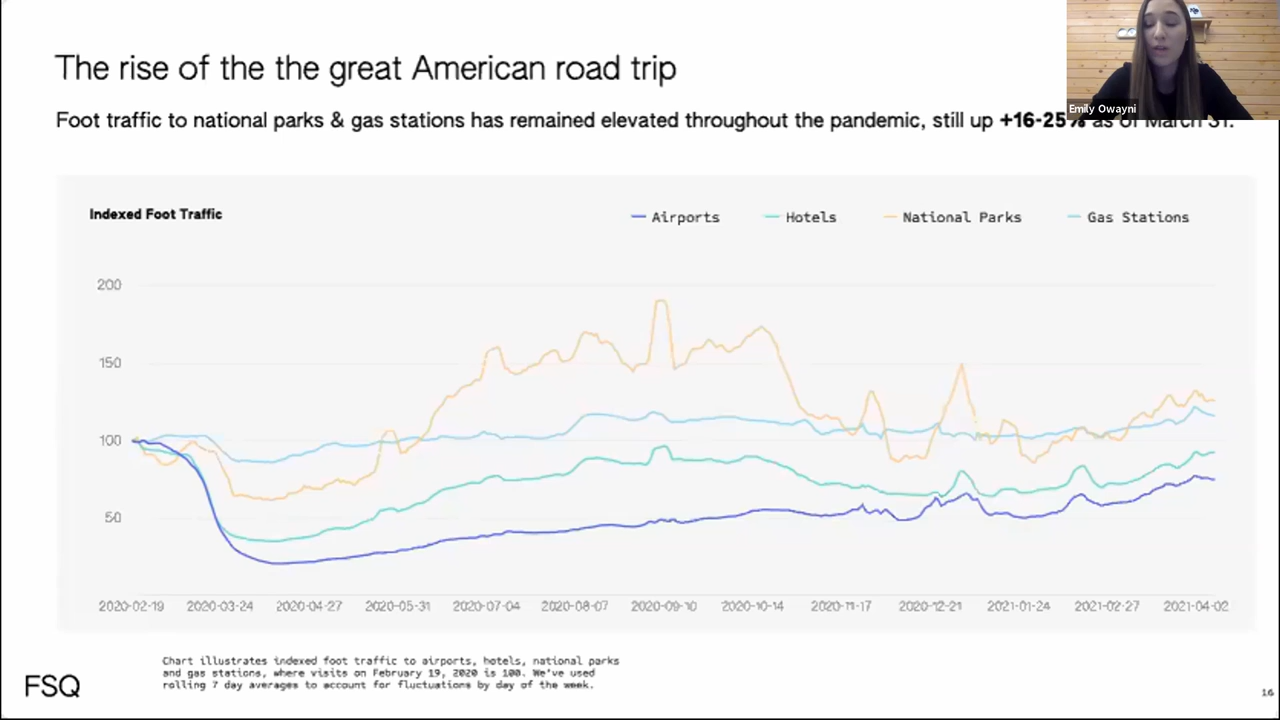 The rise of the the great American road trip
Emily Owayni
Foot traffic to national parks & gas stations has remained elevated throughout the pandemic, still up +16-25% as of March 31.
Indexed Foot Traffic
Airports Hotels National Parks Gas Stations
200
150
100
50
2020-02-19 2020-03-24 2020-04-27 2020-05-31 2020-07-04 2020-08-07 2020-09-10 2020-10-14 2020-11-17 2020-12-21 2021-01-24 2021-02-27 2021-04-02
Chart illustrates indexed foot traffic to airports, hotels, national parks
and gas stations, where visits on February 19, 2020 is 100. We've used
rolling 7 day averages to account for fluctuations by day of the week.
FSQ
16